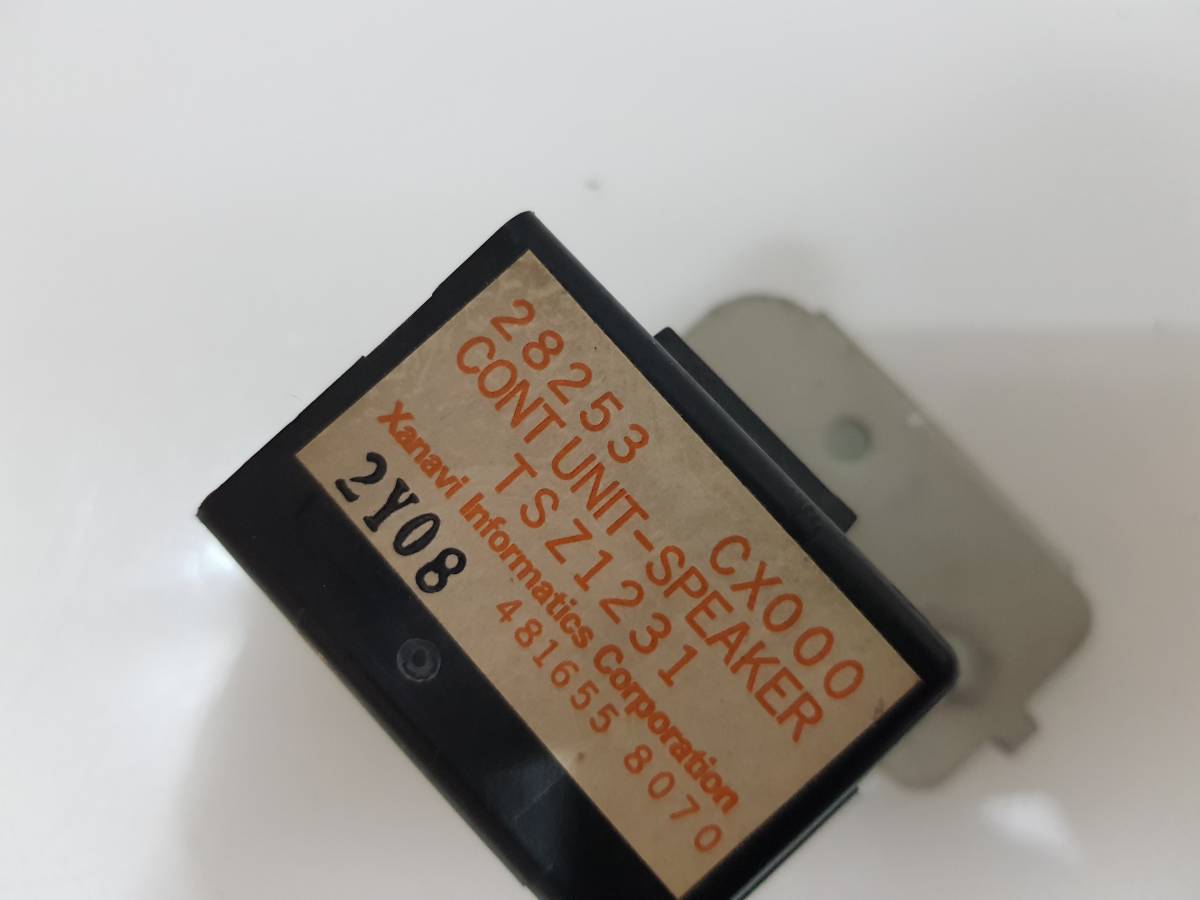 28253 CX000
CONT UNIT-SPEAKER
TSZ1231
Xanavi Informatics Corporation
2Y08 481655 8070